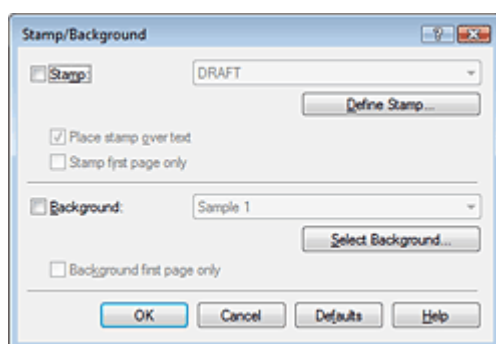 Stamp/Background
Stamp: DRAFT
Define Stamp...
Place stamp over text
Stamp first page only
Background: Sample 1
Select Background...
Background first page only
OK Cancel Defaults Help